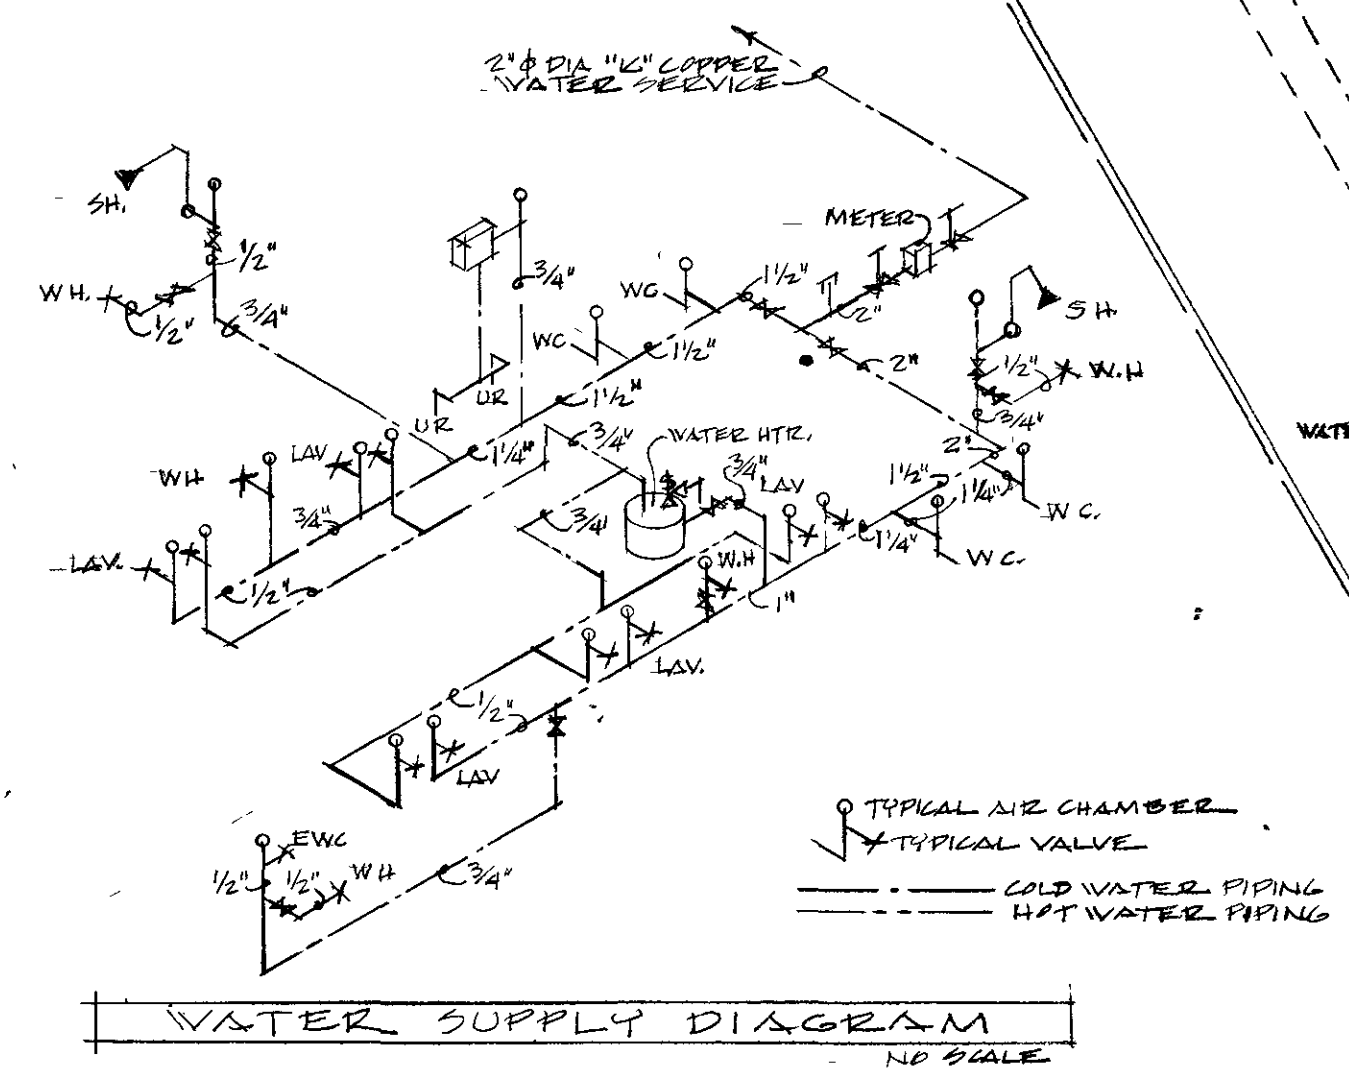 2"φ DIA "K" COPPER
WATER SERVICE
SH.
1/2"
W H.
1/2"
3/4"
3/4"
METER
1 1/2"
2"
WC
WC
1 1/2"
1 1/2"
2"
SH.
1/2"
W.H
3/4"
UR
UR
1 1/4"
3/4"
WATER HTR.
3/4"
LAV
2"
1 1/2"
1 1/4"
W C.
WATE
WH
LAV
3/4"
3/4"
1 1/4"
W C.
LAV.
1/2"
W.H
1"
LAV.
1/2"
LAV
EWC
1/2"
1/2"
WH
3/4"
TYPICAL AIR CHAMBER
TYPICAL VALVE
COLD WATER PIPING
HOT WATER PIPING
WATER SUPPLY DIAGRAM
NO SCALE